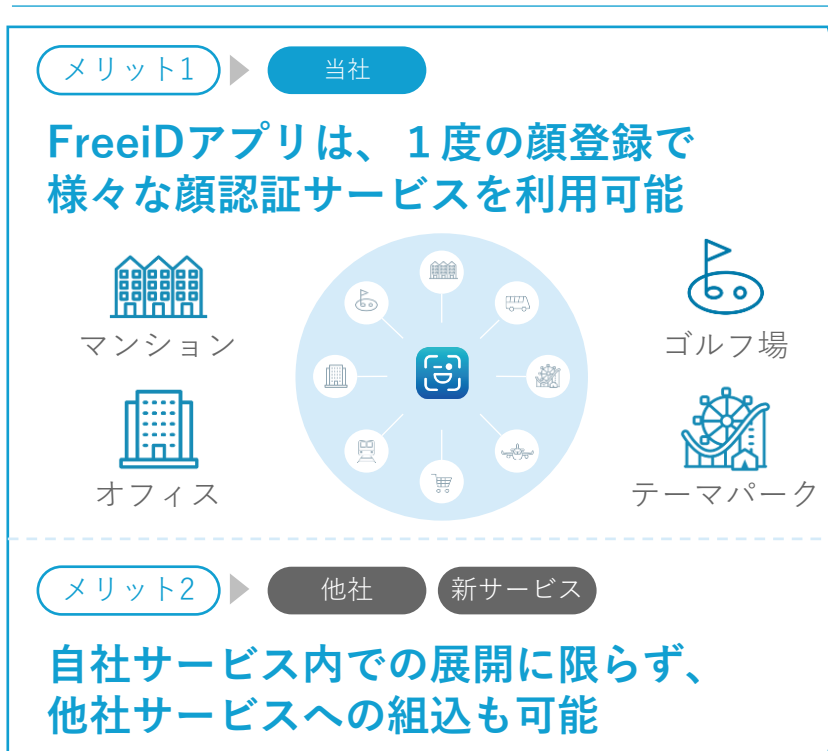 メリット1
当社
FreeiDアプリは、１度の顔登録で
様々な顔認証サービスを利用可能
マンション
ゴルフ場
オフィス
テーマパーク
メリット2
他社
新サービス
自社サービス内での展開に限らず、
他社サービスへの組込も可能